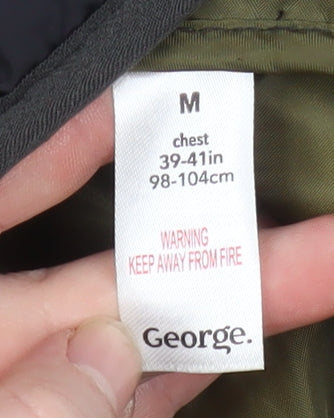 M
chest
39-41in
98-104cm
WARNING
KEEP AWAY FROM FIRE
George.